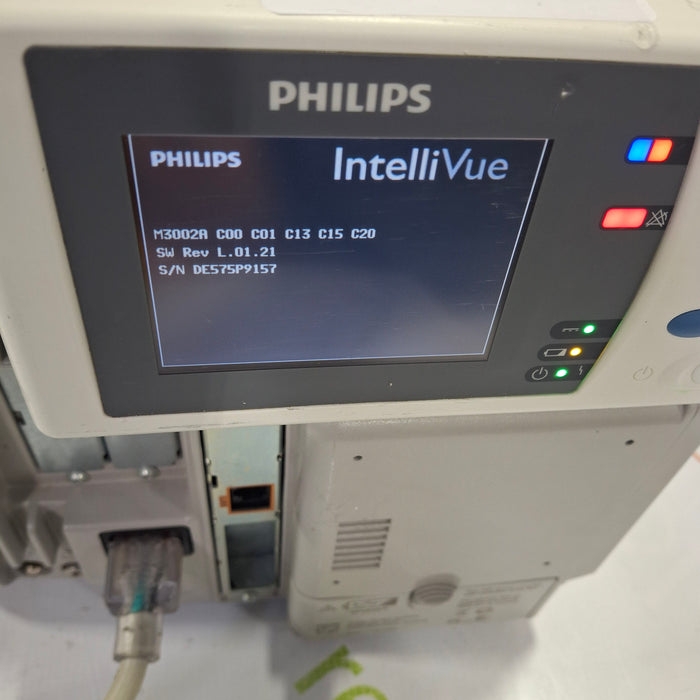 PHILIPS
PHILIPS IntelliVue
M3002A C00 C01 C13 C15 C20
SW Rev L.01.21
S/N DE575P9157